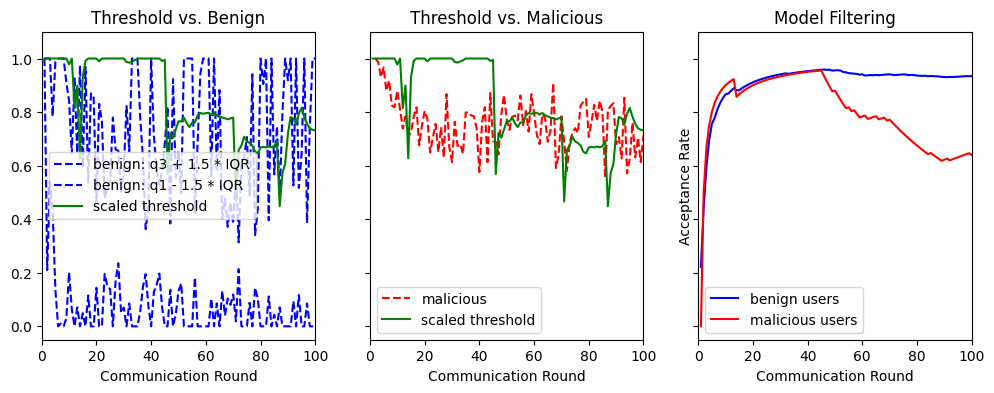 Threshold vs. Benign
1.0
0.8
0.6
0.4
0.2
0.0
benign: q3 + 1.5 * IQR
benign: q1 - 1.5 * IQR
scaled threshold
0 20 40 60 80 100
Communication Round
Threshold vs. Malicious
malicious
scaled threshold
0 20 40 60 80 100
Communication Round
Model Filtering
Acceptance Rate
benign users
malicious users
0 20 40 60 80 100
Communication Round